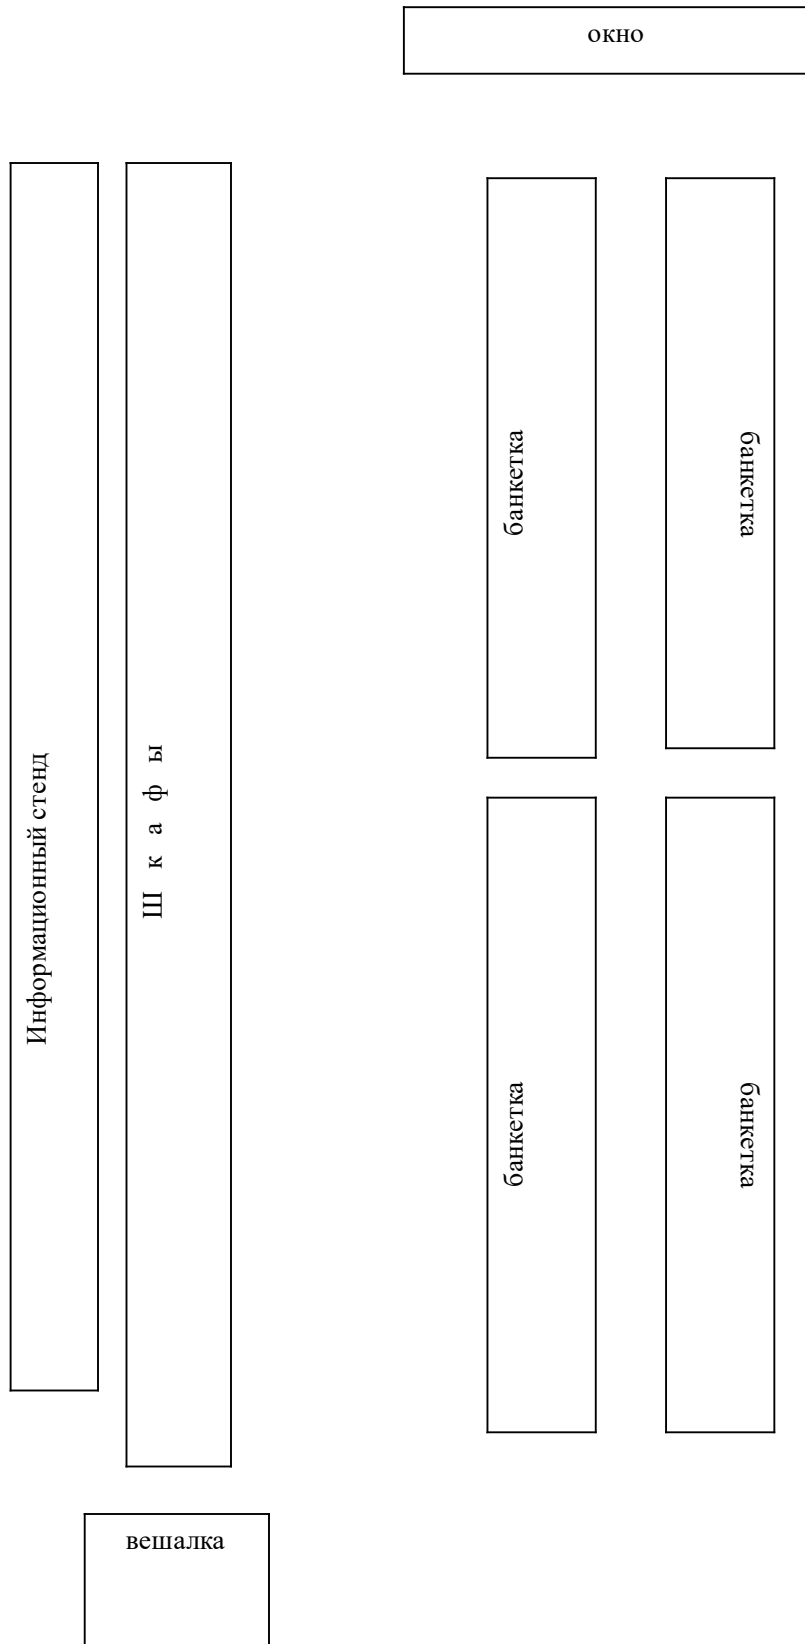 окно
Информационный стенд
Ш к а ф ы
банкетка
банкетка
банкетка
банкетка
вешалка